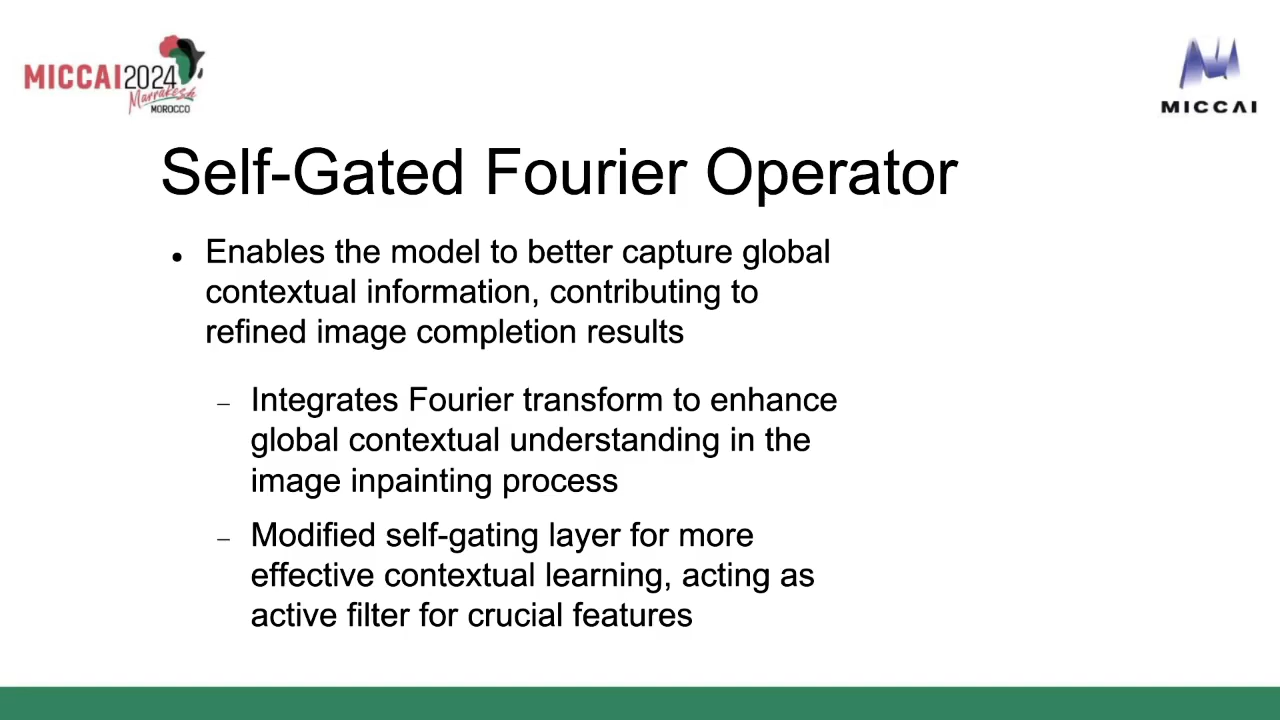 MICCAI2024
Marrakesh
MOROCCO
MICCAI
Self-Gated Fourier Operator
● Enables the model to better capture global
contextual information, contributing to
refined image completion results
– Integrates Fourier transform to enhance
global contextual understanding in the
image inpainting process
– Modified self-gating layer for more
effective contextual learning, acting as
active filter for crucial features